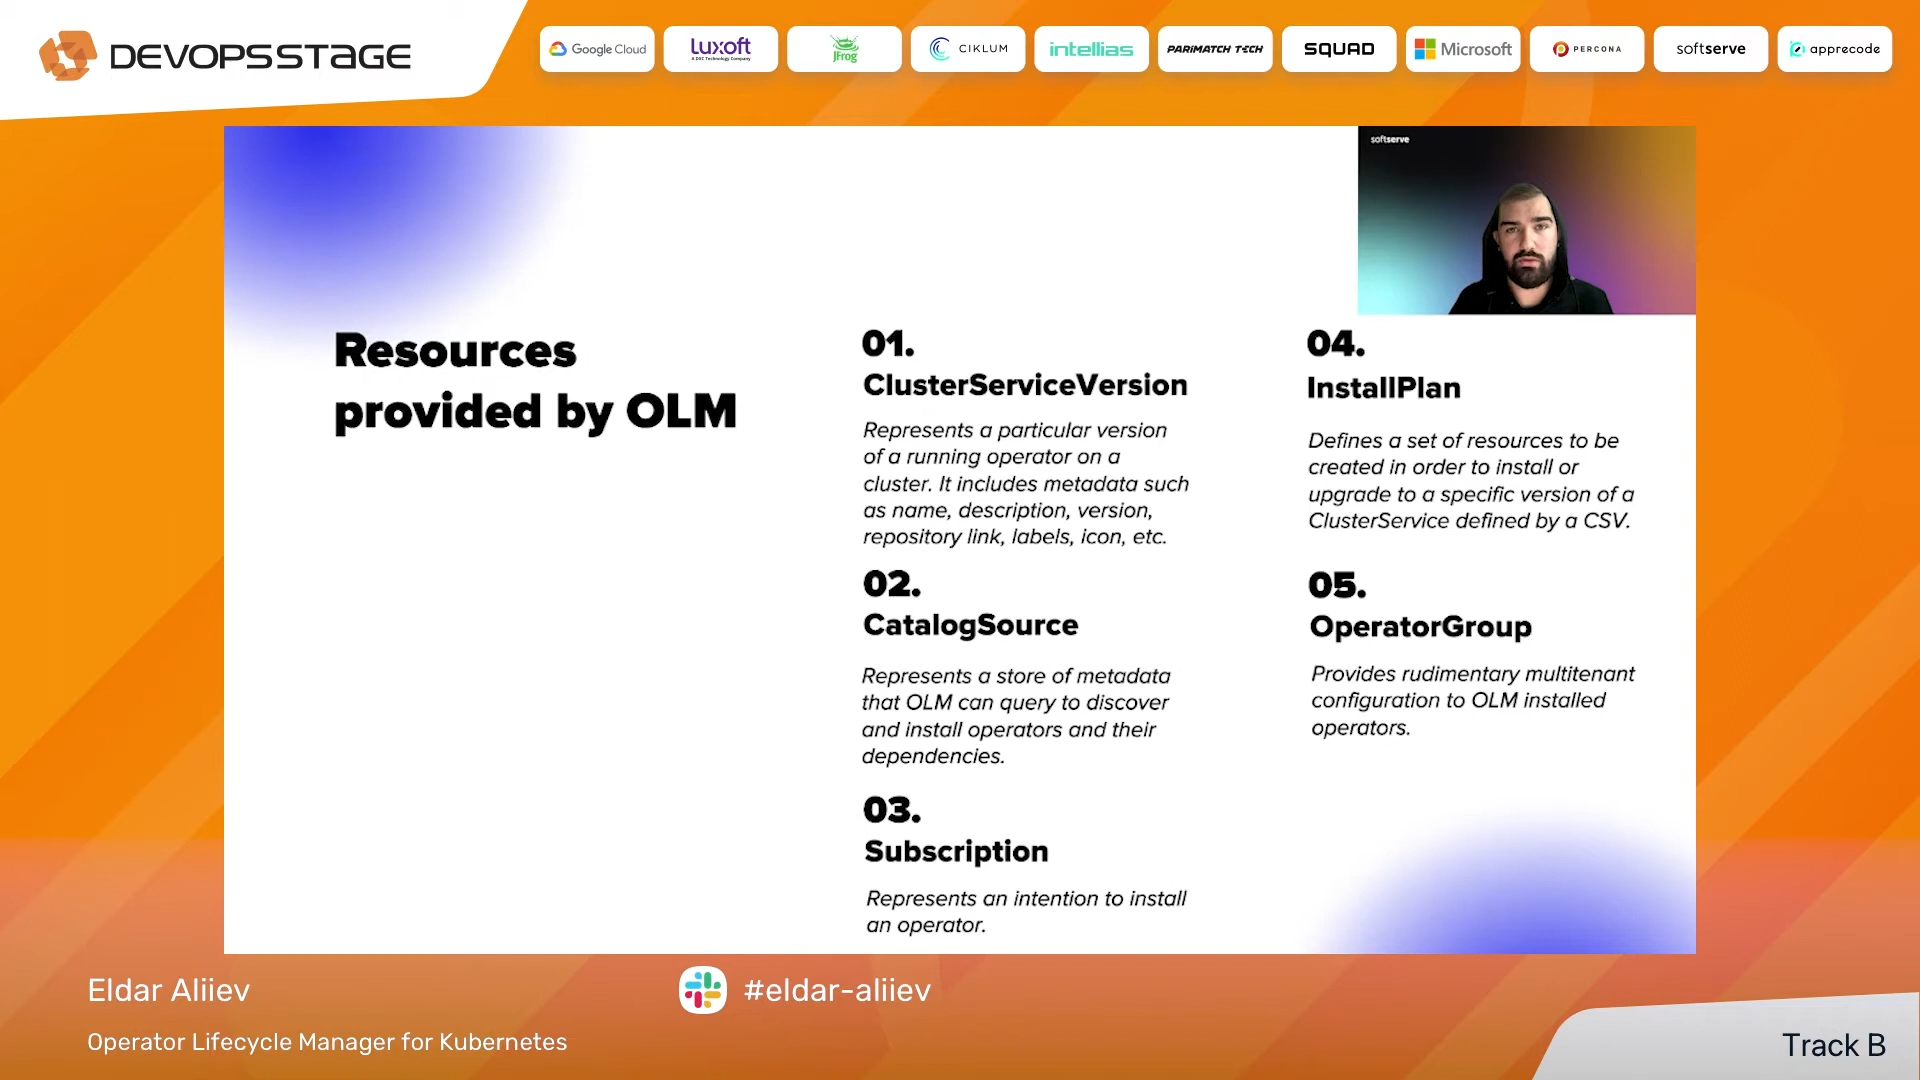 DEVOPSSTAGE
Google Cloud
Luxoft
A DXC Technology Company
JFrog
CIKLUM
intellias
PARIMATCH TECH
SQUAD
Microsoft
PERCONA
softserve
apprecode
softserve
Resources
provided by OLM
01.
ClusterServiceVersion
Represents a particular version
of a running operator on a
cluster. It includes metadata such
as name, description, version,
repository link, labels, icon, etc.
02.
CatalogSource
Represents a store of metadata
that OLM can query to discover
and install operators and their
dependencies.
03.
Subscription
Represents an intention to install
an operator.
04.
InstallPlan
Defines a set of resources to be
created in order to install or
upgrade to a specific version of a
ClusterService defined by a CSV.
05.
OperatorGroup
Provides rudimentary multitenant
configuration to OLM installed
operators.
Eldar Aliiev
#eldar-aliiev
Operator Lifecycle Manager for Kubernetes
Track B